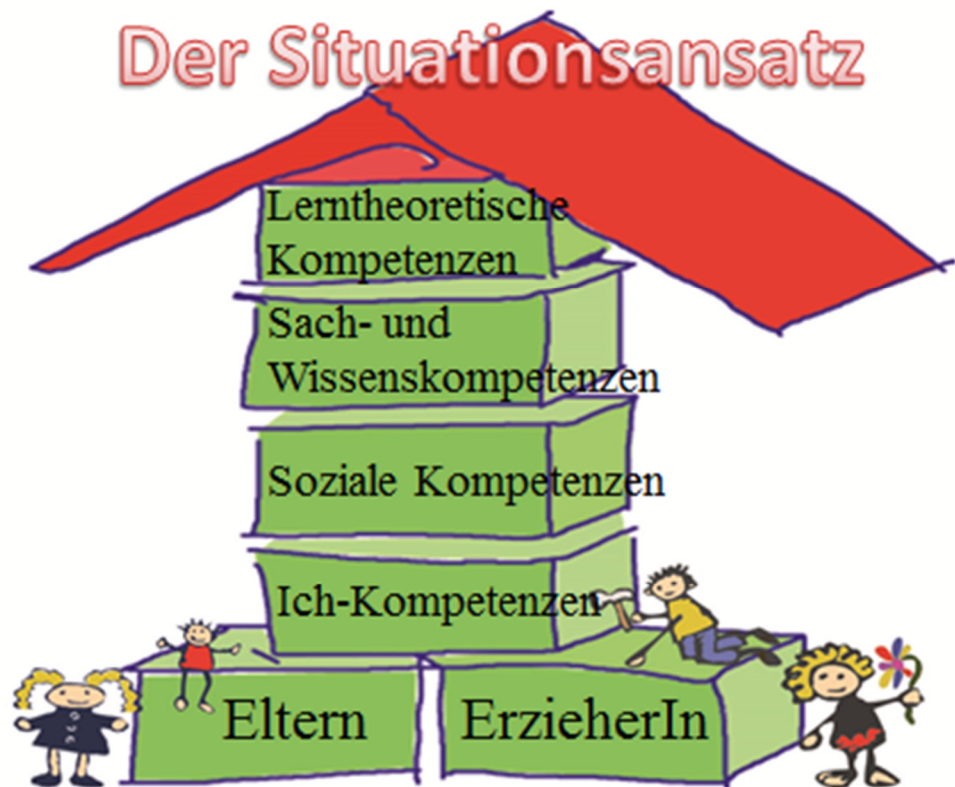 Der Situationsansatz
Lerntheoretische
Kompetenzen
Sach- und
Wissenskompetenzen
Soziale Kompetenzen
Ich-Kompetenzen
Eltern
ErzieherIn